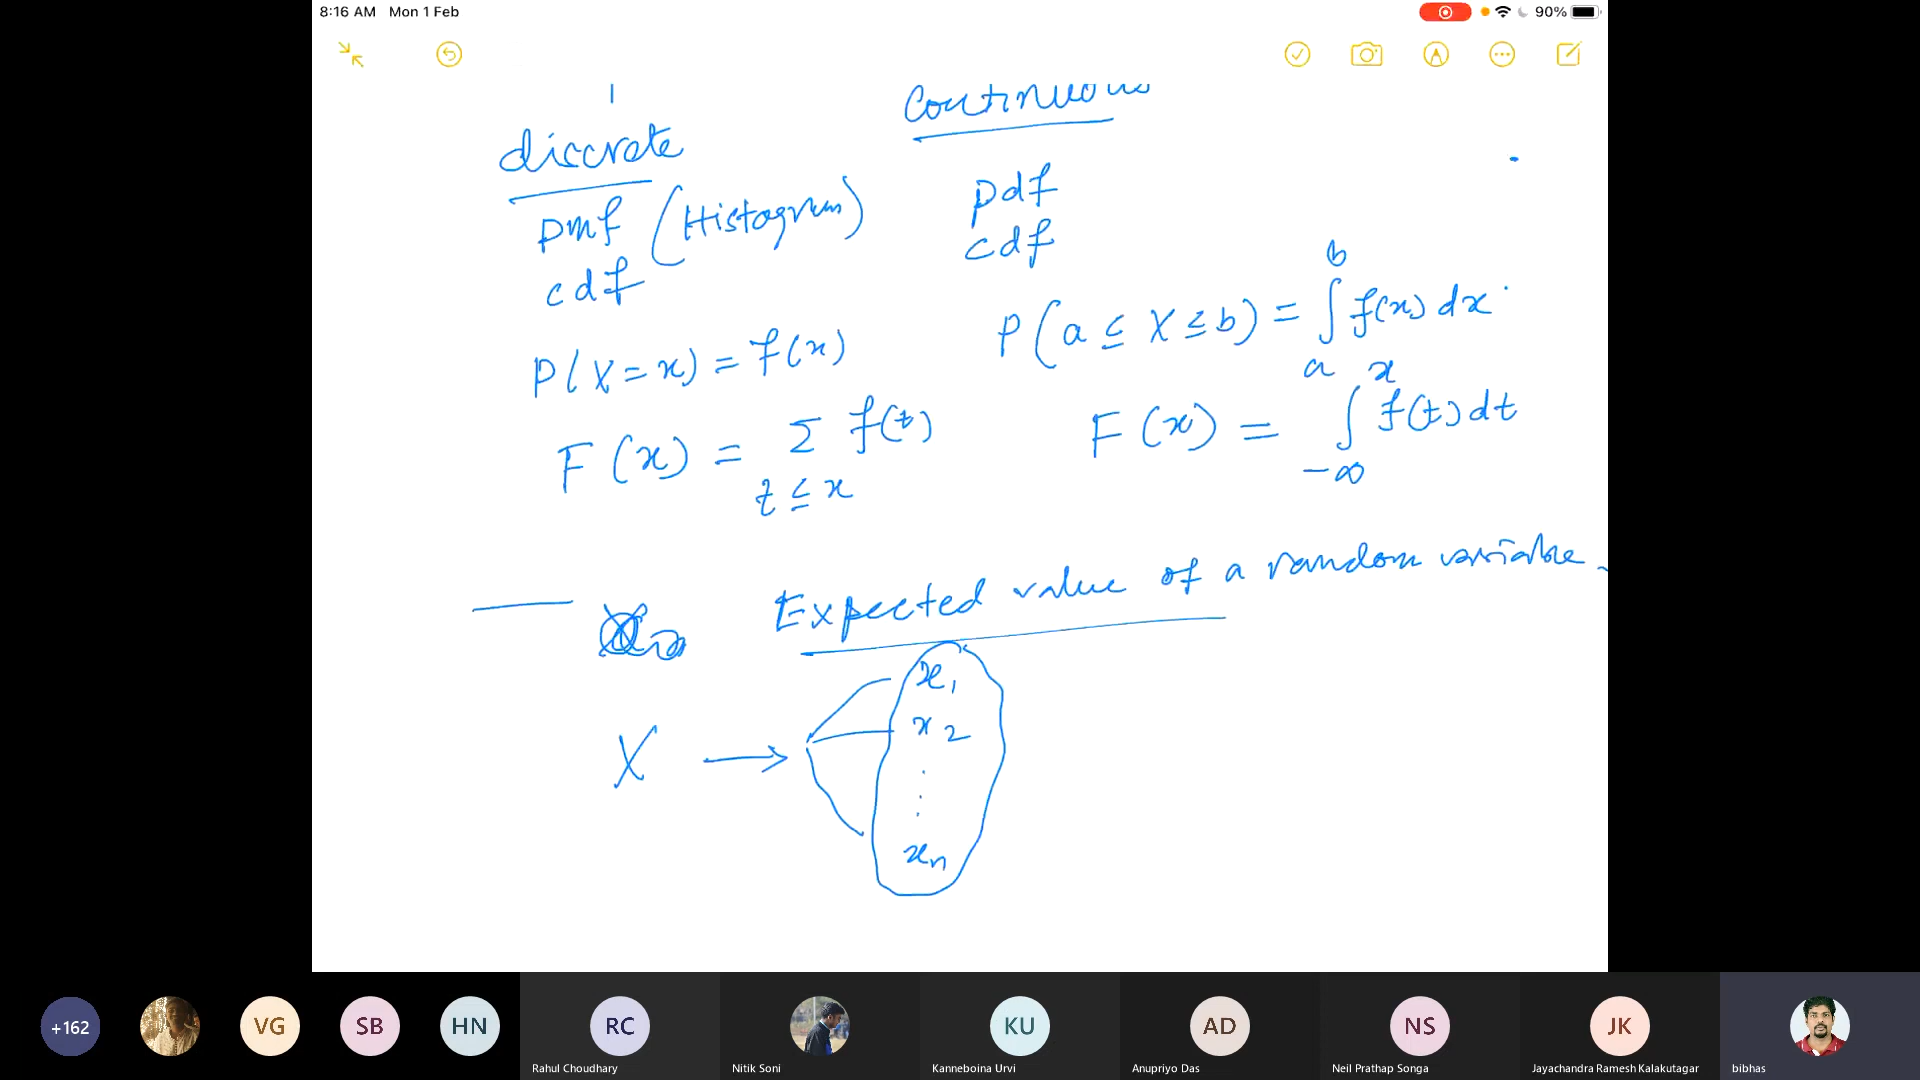 8:16 AM Mon 1 Feb
90%
continuous
discrete
pmf (Histogram)
pdf
cdf
cdf
P(X=x) = f(x)
P(a ≤ X ≤ b) = ∫ₐᵇ f(x) dx
F(x) = Σ f(t)
t ≤ x
F(x) = ∫₋∞ˣ f(t) dt
Expected value of a random variable
x₁
x₂
X →
xₙ
+162
VG
SB
HN
RC
KU
AD
NS
JK
Rahul Choudhary
Nitik Soni
Kanneboina Urvi
Anupriyo Das
Neil Prathap Songa
Jayachandra Ramesh Kalakutagar
bibhas